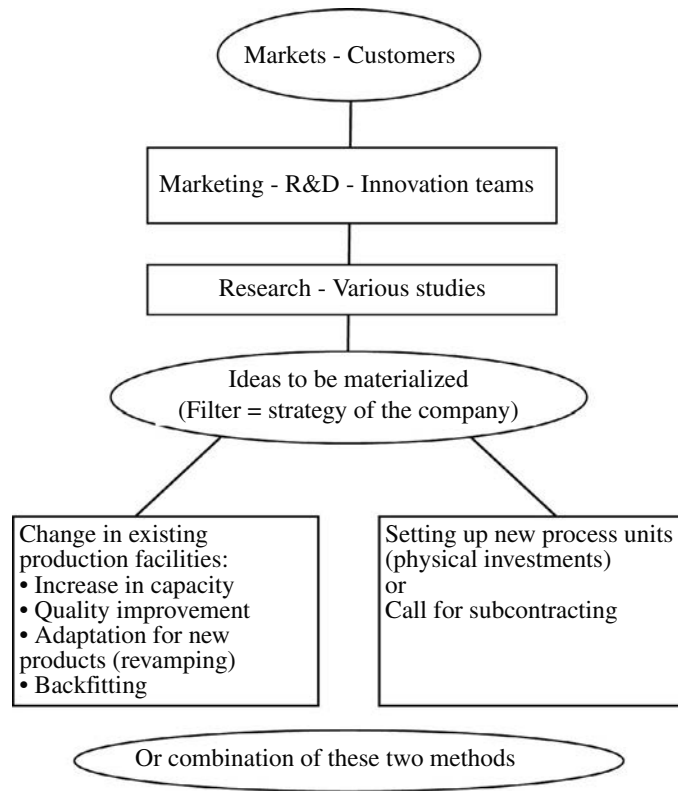 Markets - Customers
Marketing - R&D - Innovation teams
Research - Various studies
Ideas to be materialized
(Filter = strategy of the company)
Change in existing
production facilities:
• Increase in capacity
• Quality improvement
• Adaptation for new
products (revamping)
• Backfitting
Setting up new process units
(physical investments)
or
Call for subcontracting
Or combination of these two methods